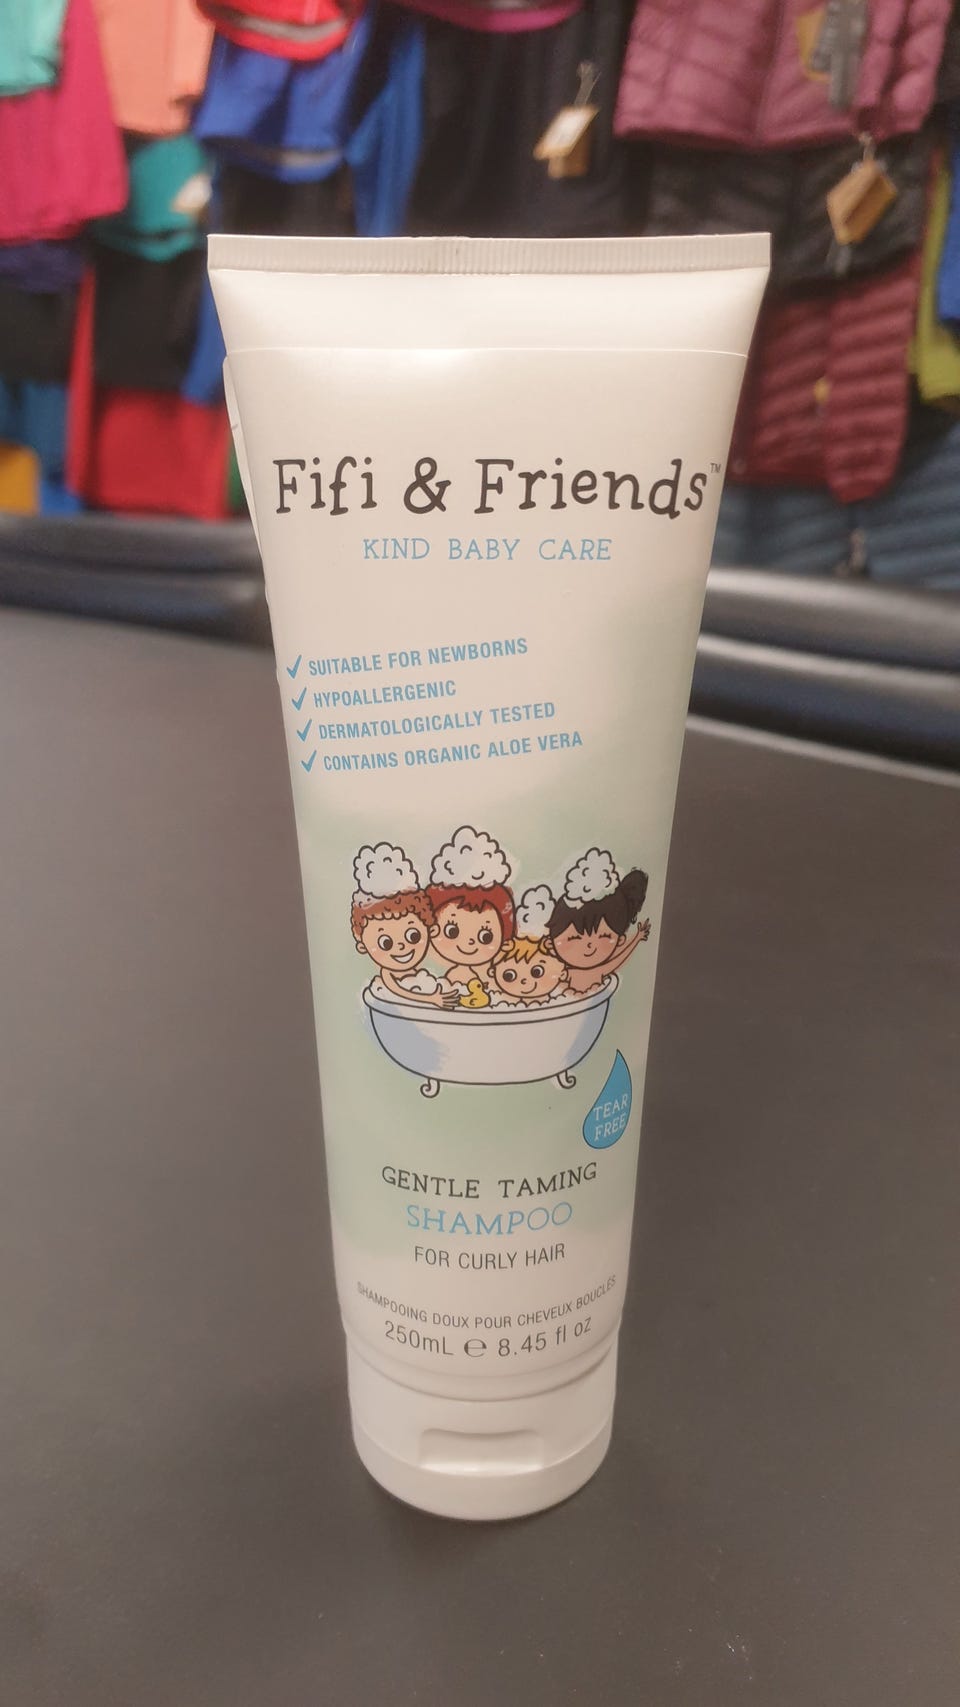 Fifi & Friends™
KIND BABY CARE
✓ SUITABLE FOR NEWBORNS
✓ HYPOALLERGENIC
✓ DERMATOLOGICALLY TESTED
✓ CONTAINS ORGANIC ALOE VERA
TEAR
FREE
GENTLE TAMING
SHAMPOO
FOR CURLY HAIR
SHAMPOOING DOUX POUR CHEVEUX BOUCLÉS
250mL ℮ 8.45 fl oz